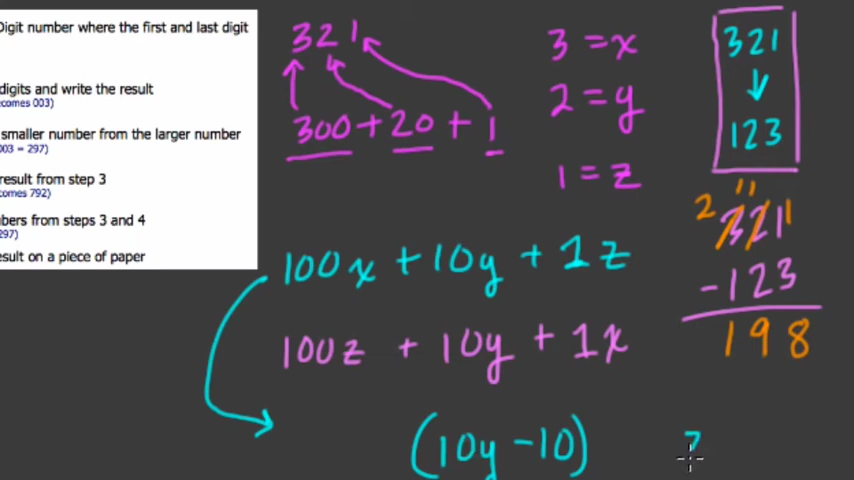 Digit number where the first and last digit
digits and write the result
comes 003)
smaller number from the larger number
003 = 297)
result from step 3
comes 792)
bers from steps 3 and 4
297)
esult on a piece of paper
321
300 + 20 + 1
3 = x
2 = y
1 = z
321
123
100x + 10y + 1z
100z + 10y + 1x
(10y - 10)
2 11 1
321
- 123
198